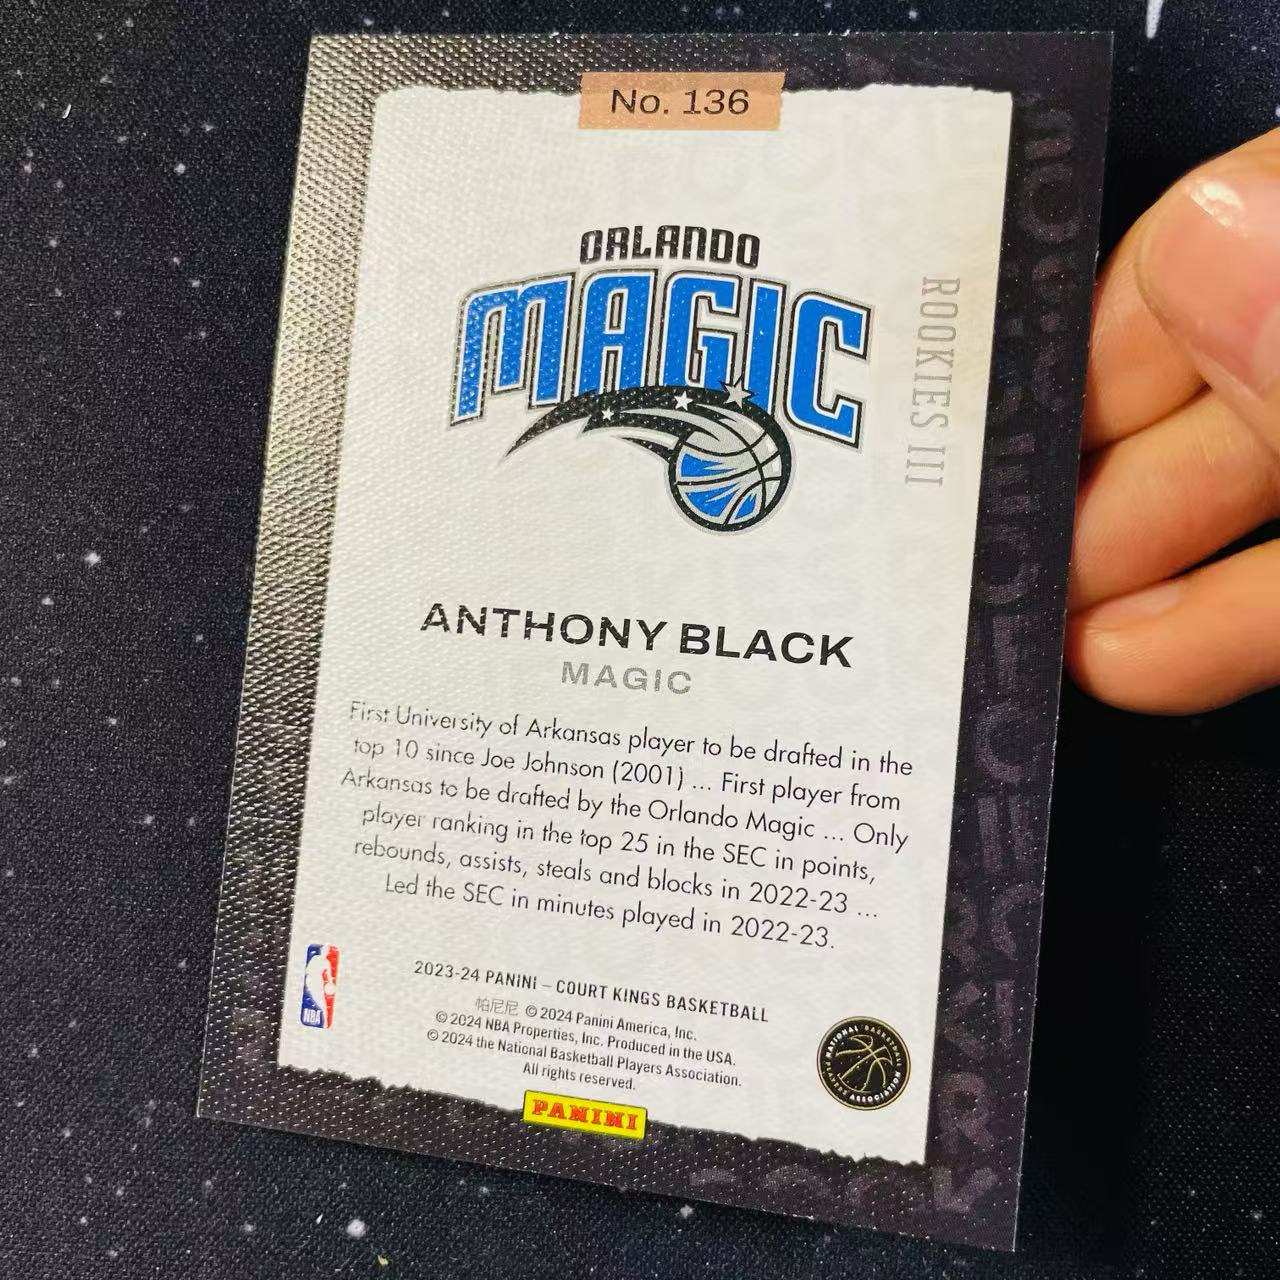 No. 136
ORLANDO
MAGIC
ROOKIES III
ANTHONY BLACK
MAGIC
First University of Arkansas player to be drafted in the
top 10 since Joe Johnson (2001) ... First player from
Arkansas to be drafted by the Orlando Magic ... Only
player ranking in the top 25 in the SEC in points,
rebounds, assists, steals and blocks in 2022-23 ...
Led the SEC in minutes played in 2022-23.
2023-24 PANINI – COURT KINGS BASKETBALL
帕尼尼 © 2024 Panini America, Inc.
© 2024 NBA Properties, Inc. Produced in the USA.
© 2024 the National Basketball Players Association.
All rights reserved.
NBA
NATIONAL BASKETBALL
PLAYERS ASSOCIATION
PANINI